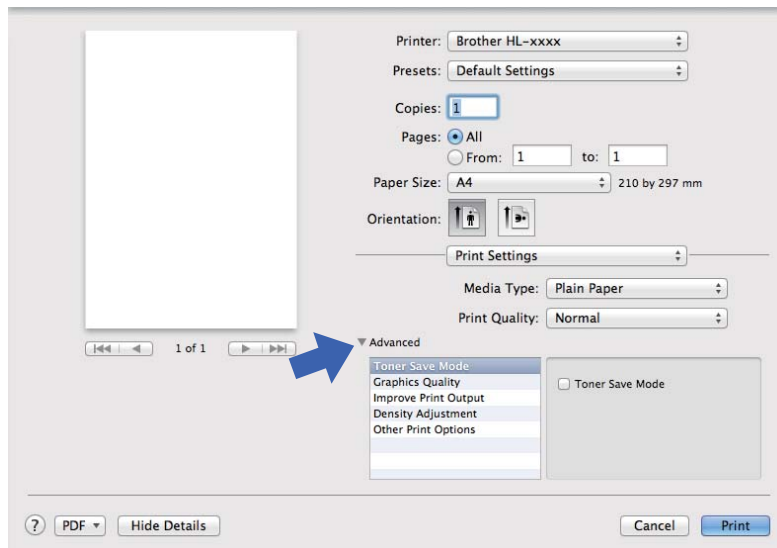 Printer: Brother HL-xxxx
Presets: Default Settings
Copies: 1
Pages: All
From: 1 to: 1
Paper Size: A4 210 by 297 mm
Orientation:
Print Settings
Media Type: Plain Paper
Print Quality: Normal
1 of 1
Advanced
Toner Save Mode
Graphics Quality
Improve Print Output
Density Adjustment
Other Print Options
Toner Save Mode
? PDF Hide Details Cancel Print